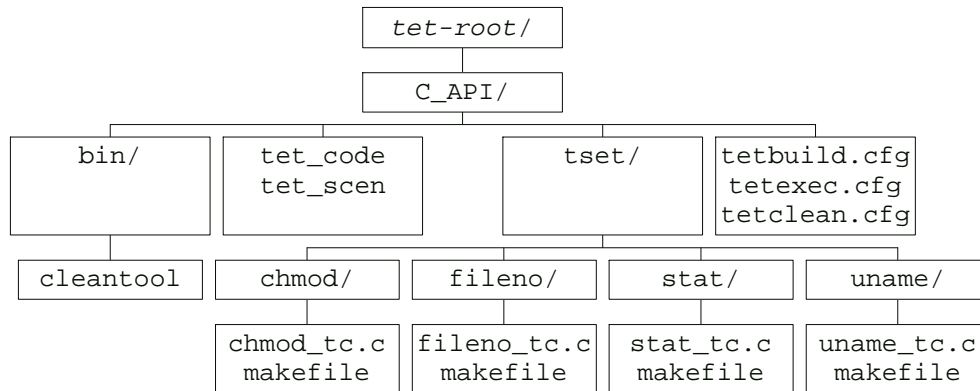 tet-root/
C_API/
bin/
tet_code
tet_scen
tset/
tetbuild.cfg
tetexec.cfg
tetclean.cfg
cleantool
chmod/
fileno/
stat/
uname/
chmod_tc.c
makefile
fileno_tc.c
makefile
stat_tc.c
makefile
uname_tc.c
makefile